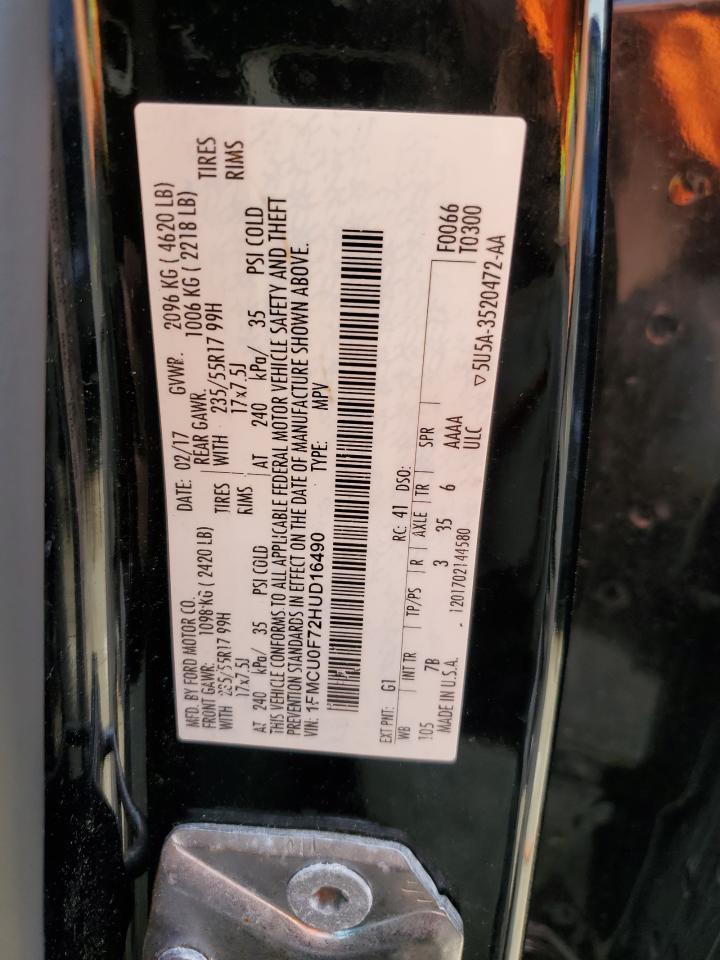 MFD. BY FORD MOTOR CO.
DATE: 02/17 GVWR. 2096 KG ( 4620 LB)
FRONT GAWR: 1098 KG ( 2420 LB)
REAR GAWR. 1006 KG ( 2218 LB)
WITH 235/55R17 99H TIRES
WITH 235/55R17 99H TIRES
17x7.5J RIMS
17x7.5J RIMS
AT 240 kPa/ 35 PSI COLD
AT 240 kPa/ 35 PSI COLD
THIS VEHICLE CONFORMS TO ALL APPLICABLE FEDERAL MOTOR VEHICLE SAFETY AND THEFT
PREVENTION STANDARDS IN EFFECT ON THE DATE OF MANUFACTURE SHOWN ABOVE.
VIN: 1FMCU0F72HUD16490 TYPE: MPV
EXT PNT: G1 RC: 41 DSO: F0066
WB INT TR TP/PS R AXLE TR SPR T0300
105 7B 3 35 6 AAAA
ULC
MADE IN U.S.A. 1201702144580 ▽5U5A-3520472-AA